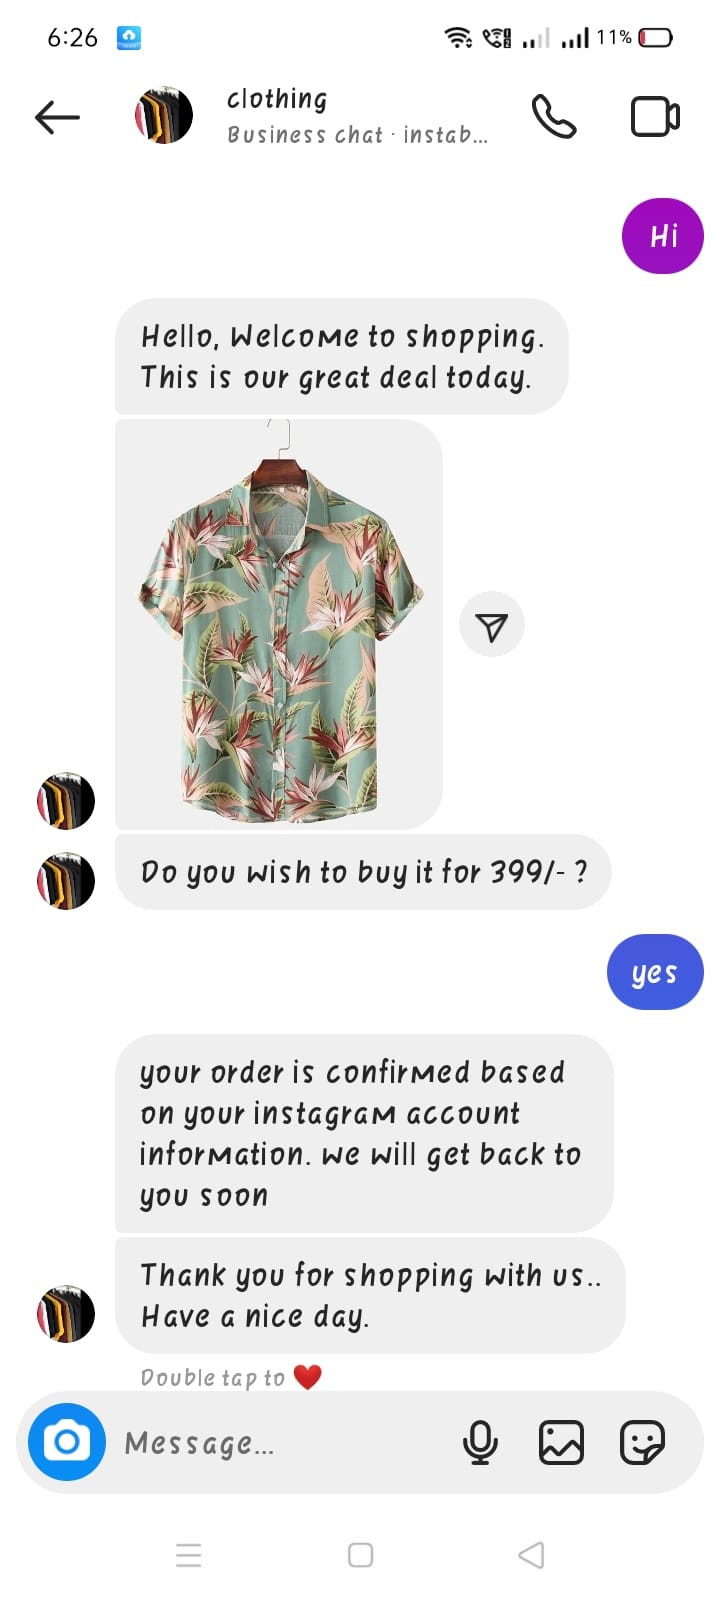 6:26
11%
clothing
Business chat · instab...
Hi
Hello, Welcome to shopping.
This is our great deal today.
Do you wish to buy it for 399/- ?
yes
your order is confirmed based
on your instagram account
information. we will get back to
you soon
Thank you for shopping with us..
Have a nice day.
Double tap to ❤️
Message...